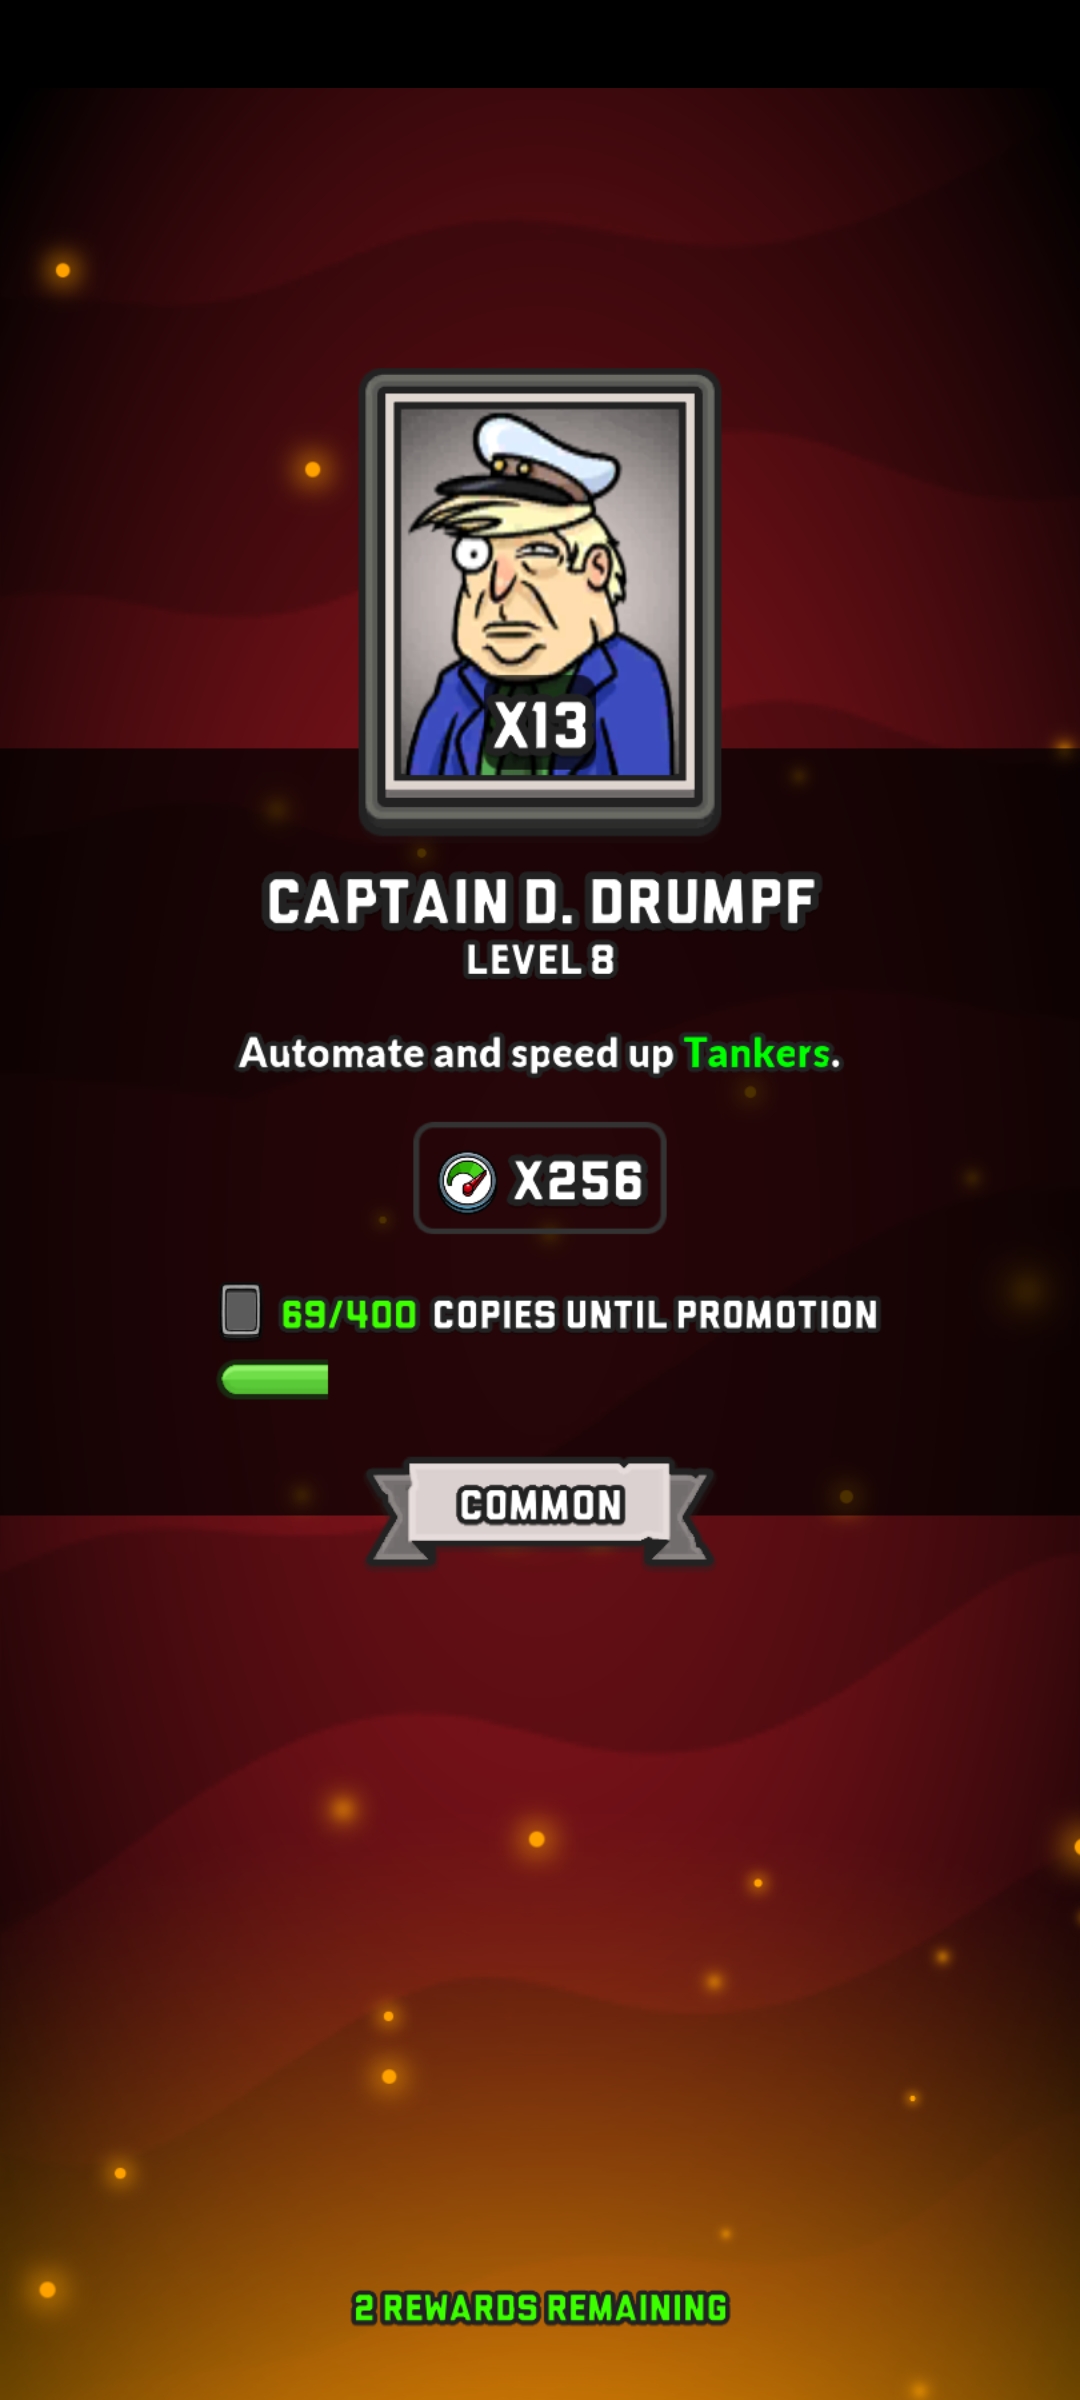 X13
CAPTAIN D. DRUMPF
LEVEL 8
Automate and speed up Tankers.
X256
69/400 COPIES UNTIL PROMOTION
COMMON
2 REWARDS REMAINING